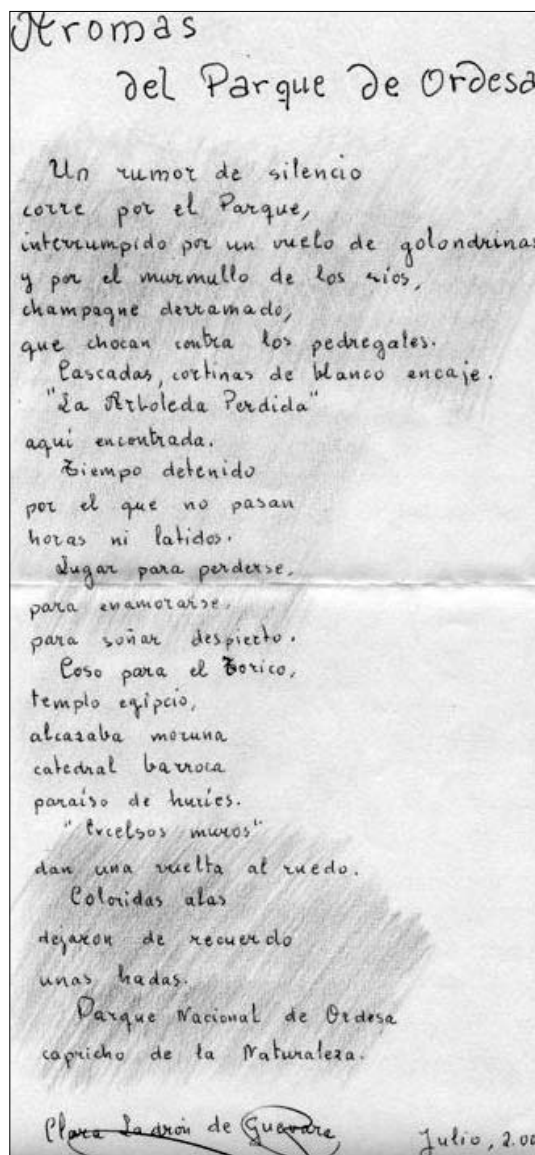 Aromas
del Parque de Ordesa
Un rumor de silencio
corre por el Parque,
interrumpido por un vuelo de golondrinas
y por el murmullo de los ríos,
champagne derramado,
que chocan contra los pedregales.
Cascadas, cortinas de blanco encaje.
"La Arboleda Perdida"
aquí encontrada.
Tiempo detenido
por el que no pasan
horas ni latidos.
Lugar para perderse,
para enamorarse,
para soñar despierto.
Coso para el Torico,
templo egipcio,
alcazaba moruna
catedral barroca
paraíso de huríes.
"Excelsos muros"
dan una vuelta al ruedo.
Coloridas alas
dejaron de recuerdo
unas hadas.
Parque Nacional de Ordesa
capricho de la Naturaleza.
Clara Ladrón de Guevara
Julio, 2.00